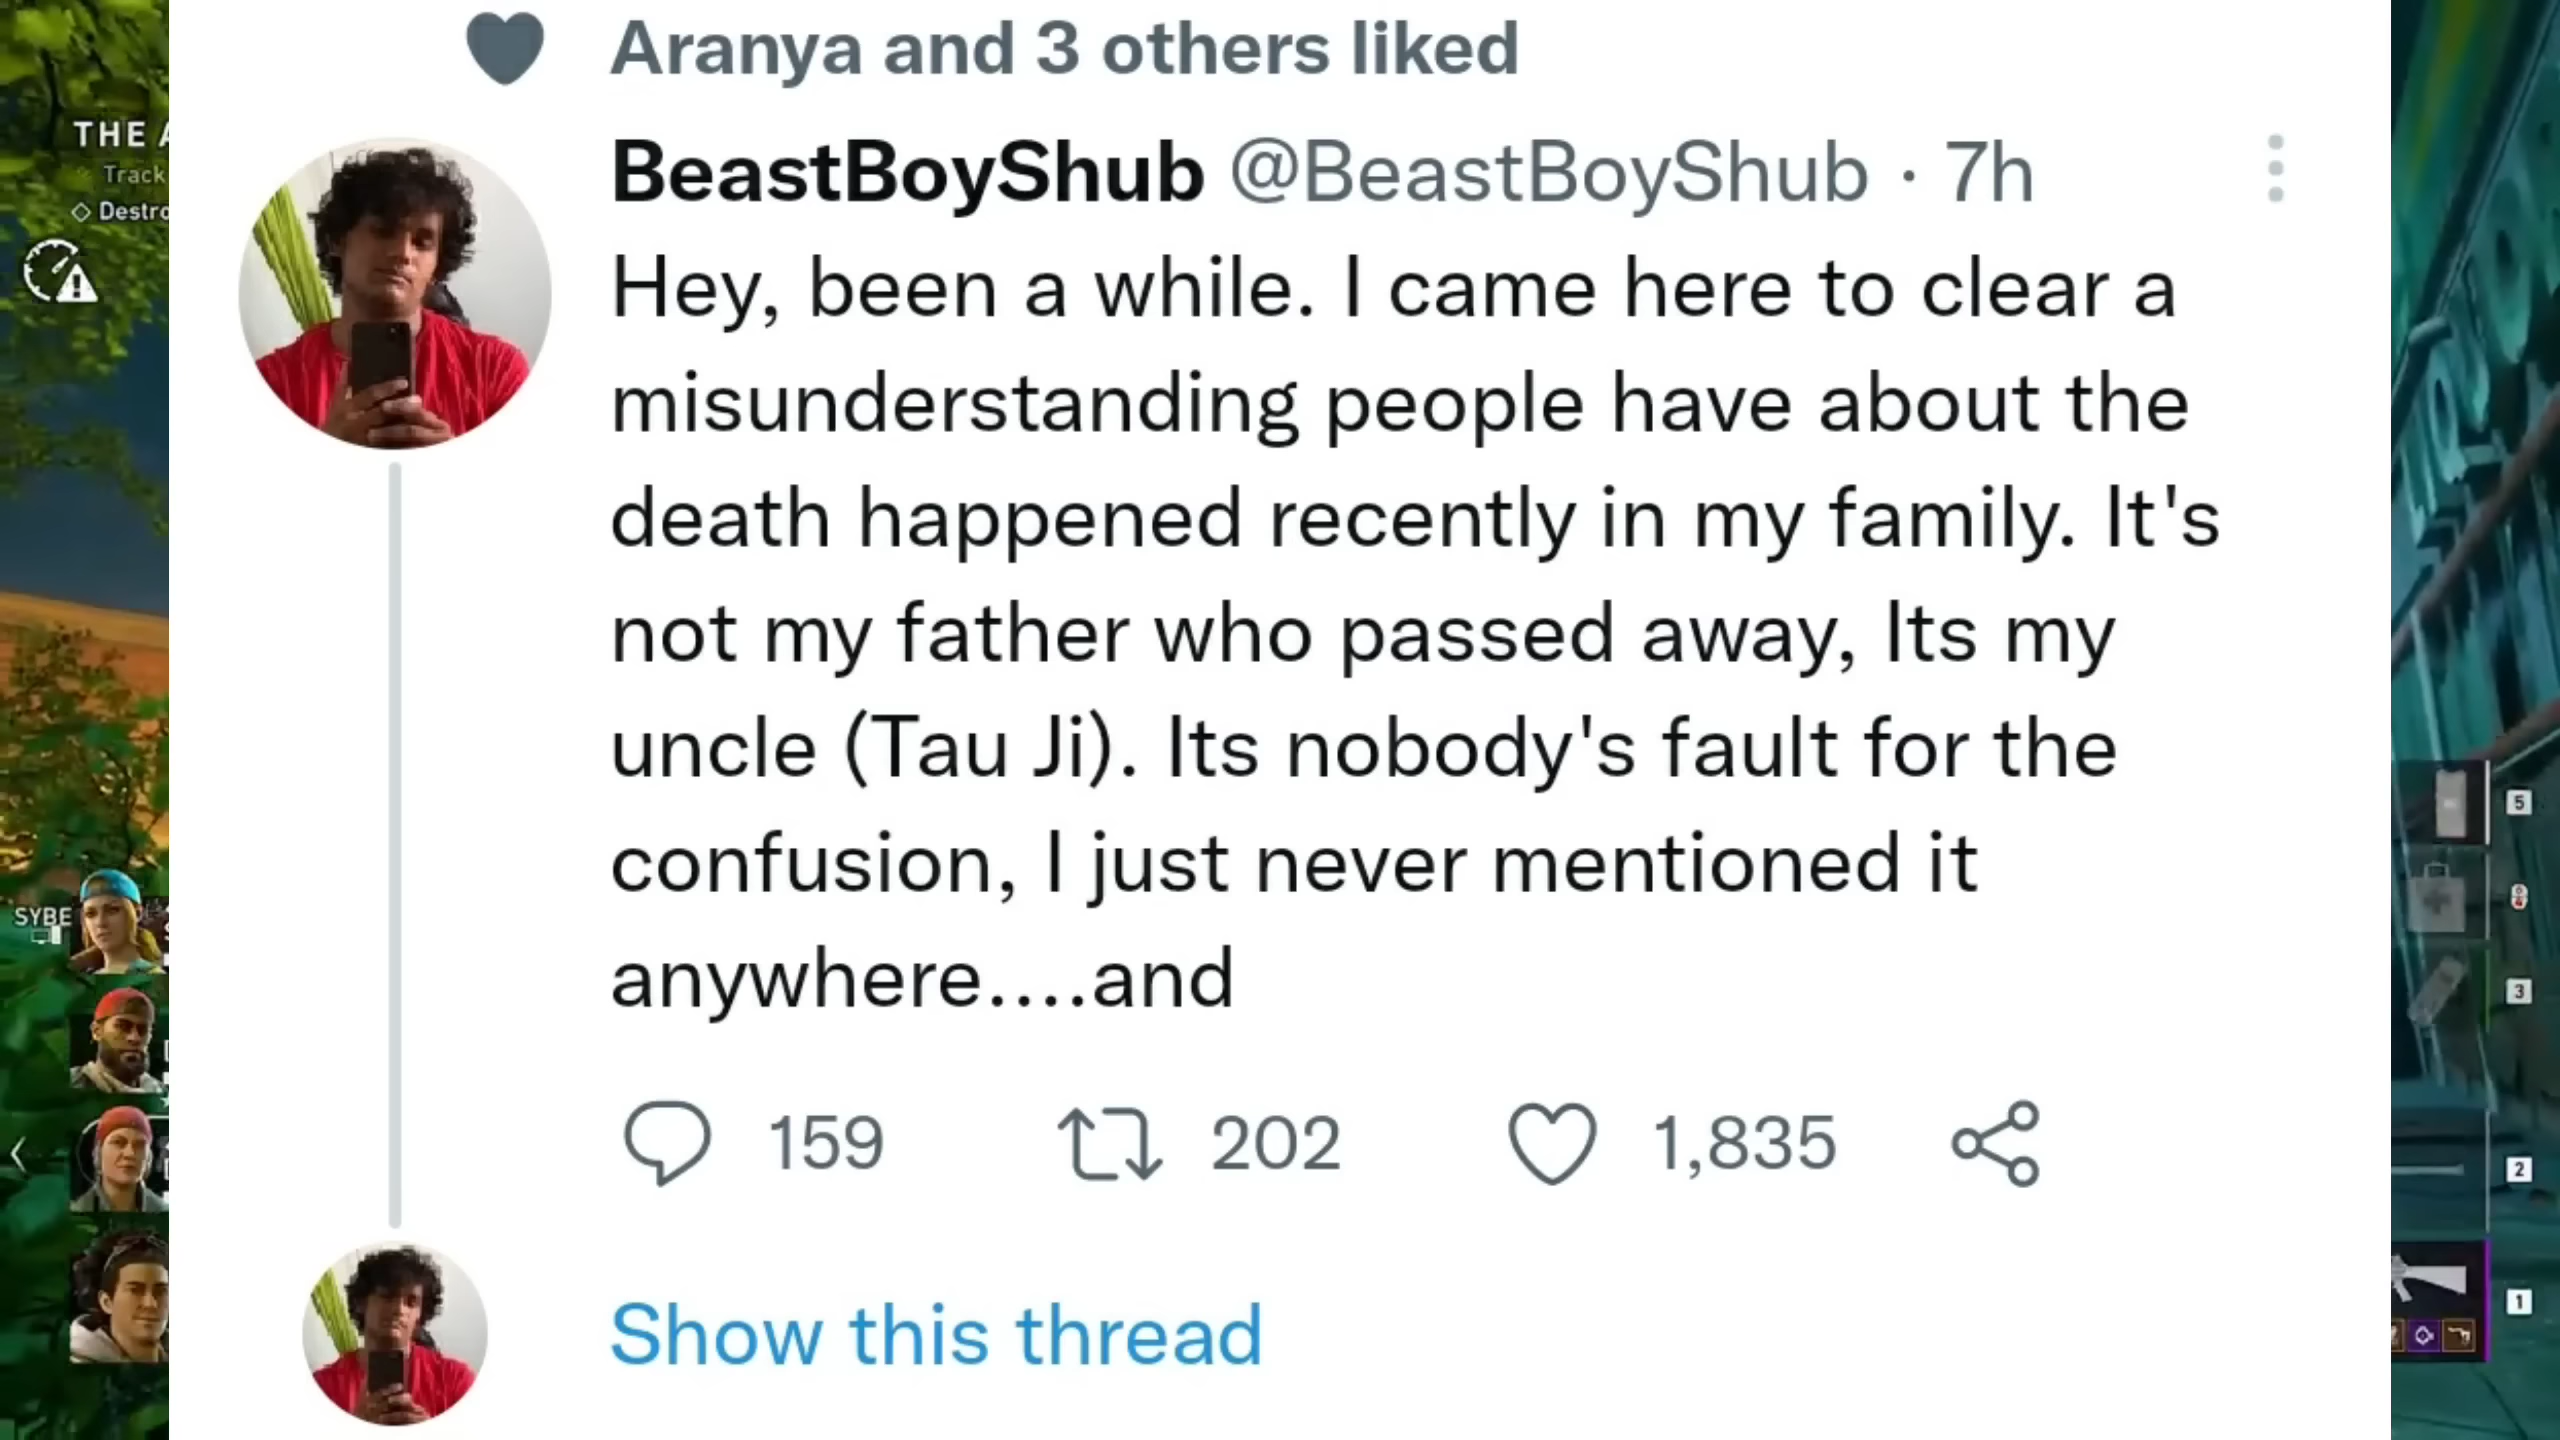 Aranya and 3 others liked
BeastBoyShub @BeastBoyShub · 7h
Hey, been a while. I came here to clear a
misunderstanding people have about the
death happened recently in my family. It's
not my father who passed away, Its my
uncle (Tau Ji). Its nobody's fault for the
confusion, I just never mentioned it
anywhere....and
159 202 1,835
Show this thread
THE
Track
SYBE
5
3
2
1